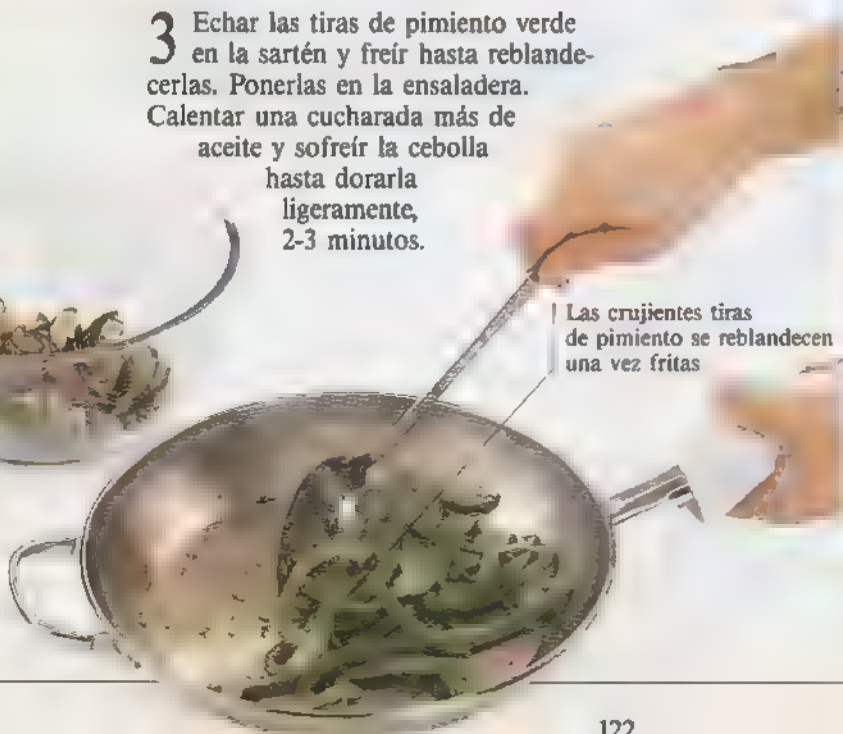 3 Echar las tiras de pimiento verde
en la sartén y freír hasta reblande-
cerlas. Ponerlas en la ensaladera.
Calentar una cucharada más de
aceite y sofreír la cebolla
hasta dorarla
ligeramente,
2-3 minutos.
Las crujientes tiras
de pimiento se reblandecen
una vez fritas
122